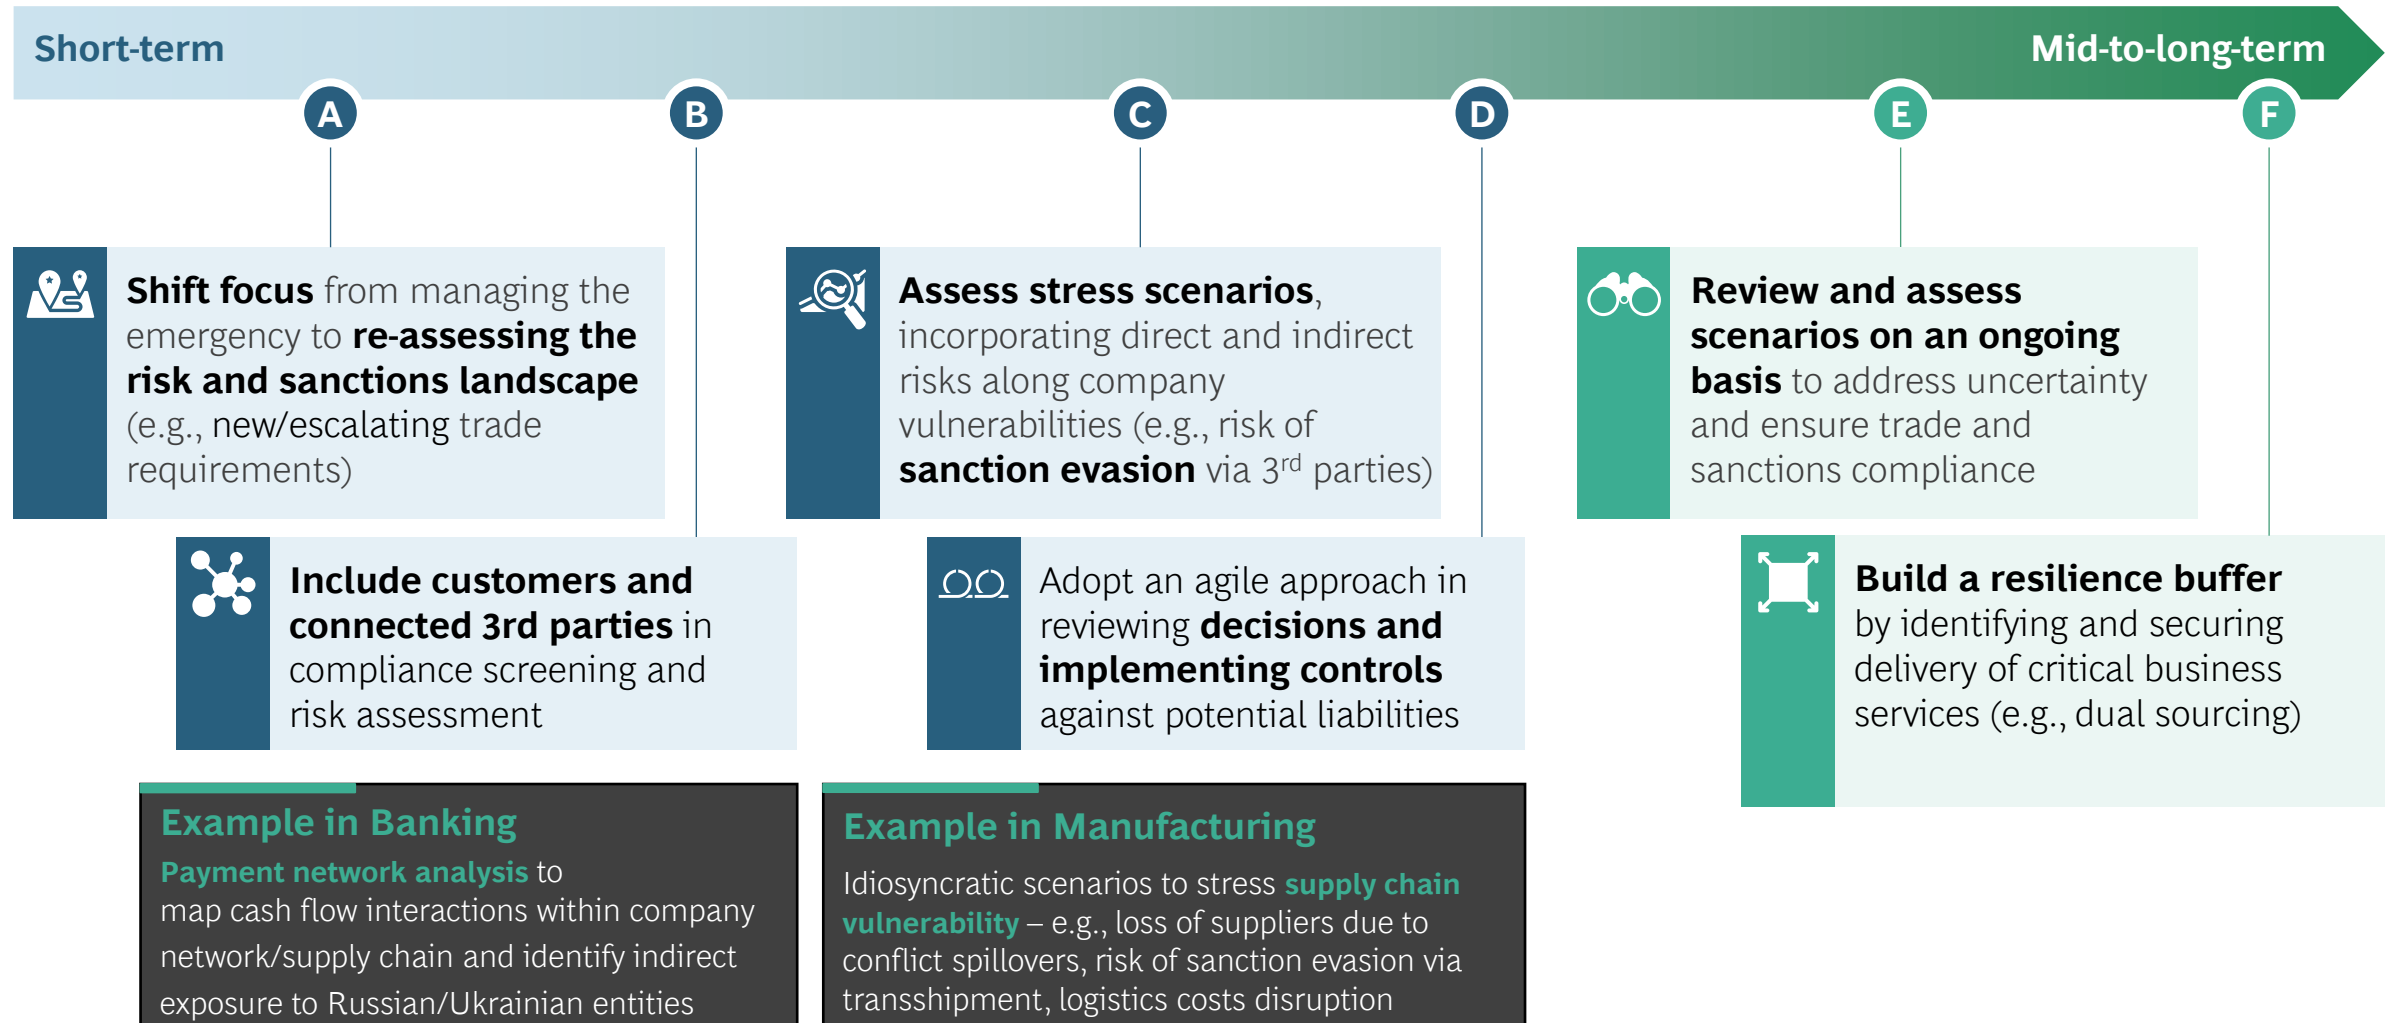 Short-term
Mid-to-long-term
A
B
C
D
E
F
Shift focus from managing the
emergency to re-assessing the
risk and sanctions landscape
(e.g., new/escalating trade
requirements)
Include customers and
connected 3rd parties in
compliance screening and
risk assessment
Assess stress scenarios,
incorporating direct and indirect
risks along company
vulnerabilities (e.g., risk of
sanction evasion via 3rd parties)
Adopt an agile approach in
reviewing decisions and
implementing controls
against potential liabilities
Review and assess
scenarios on an ongoing
basis to address uncertainty
and ensure trade and
sanctions compliance
Build a resilience buffer
by identifying and securing
delivery of critical business
services (e.g., dual sourcing)
Example in Banking
Payment network analysis to
map cash flow interactions within company
network/supply chain and identify indirect
exposure to Russian/Ukrainian entities
Example in Manufacturing
Idiosyncratic scenarios to stress supply chain
vulnerability – e.g., loss of suppliers due to
conflict spillovers, risk of sanction evasion via
transshipment, logistics costs disruption